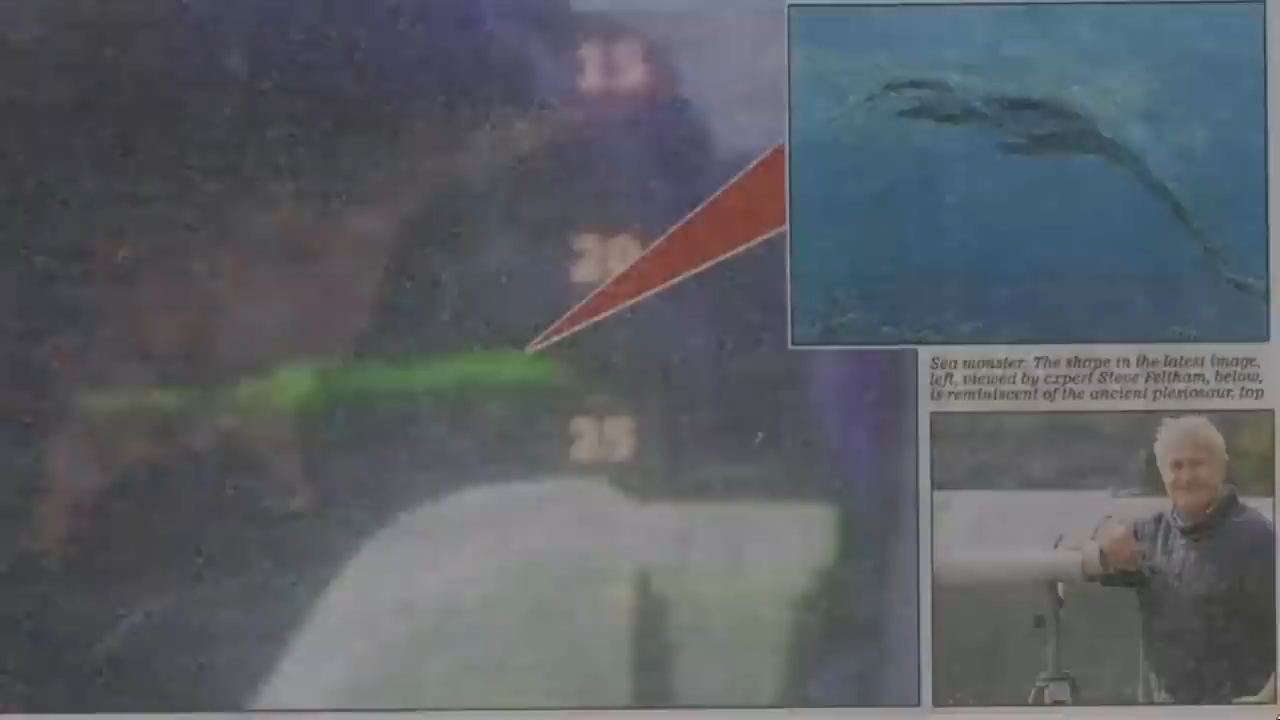 20
25
Sea monster: The shape in the latest image,
left, viewed by expert Steve Feltham, below,
is reminiscent of the ancient plesiosaur, top